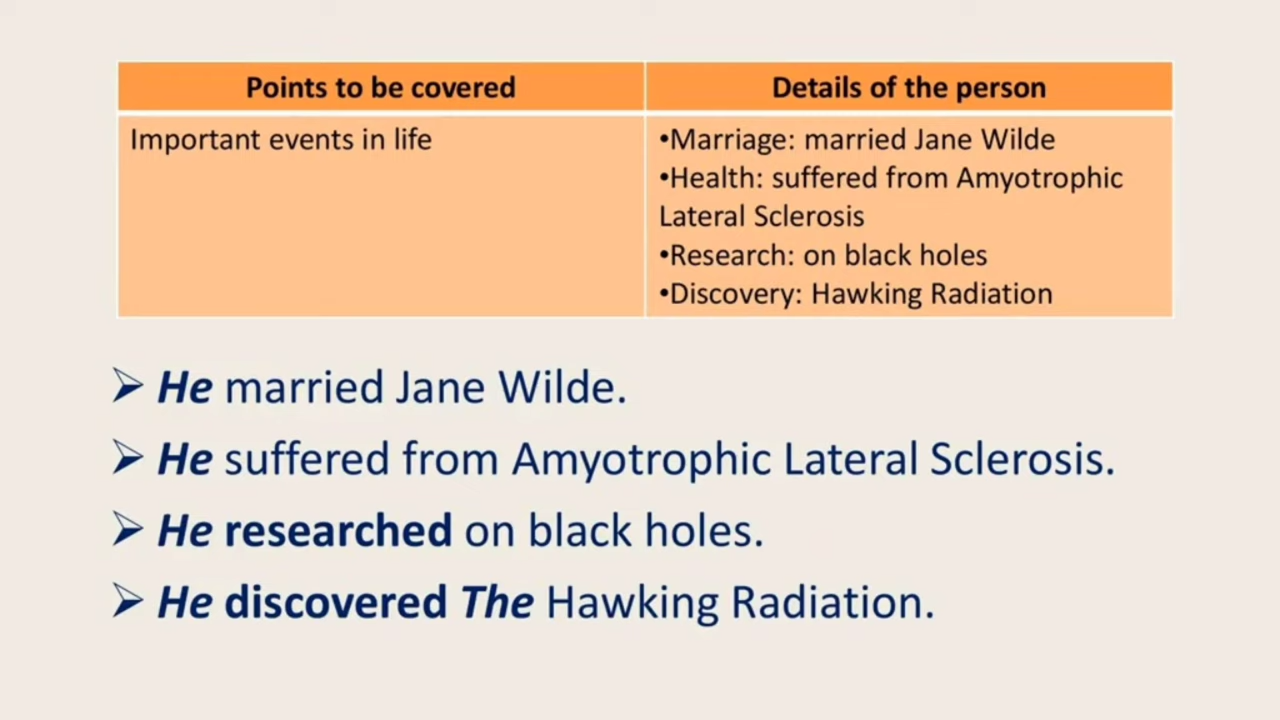 Points to be covered
Details of the person
Important events in life
•Marriage: married Jane Wilde
•Health: suffered from Amyotrophic
Lateral Sclerosis
•Research: on black holes
•Discovery: Hawking Radiation
➢ He married Jane Wilde.
➢ He suffered from Amyotrophic Lateral Sclerosis.
➢ He researched on black holes.
➢ He discovered The Hawking Radiation.